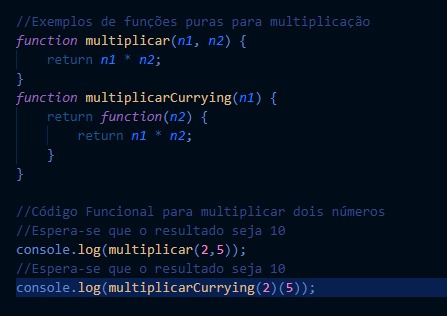 //Exemplos de funções puras para multiplicação
function multiplicar(n1, n2) {
    return n1 * n2;
}
function multiplicarCurrying(n1) {
    return function(n2) {
        return n1 * n2;
    }
}

//Código Funcional para multiplicar dois números
//Espera-se que o resultado seja 10
console.log(multiplicar(2,5));
//Espera-se que o resultado seja 10
console.log(multiplicarCurrying(2)(5));